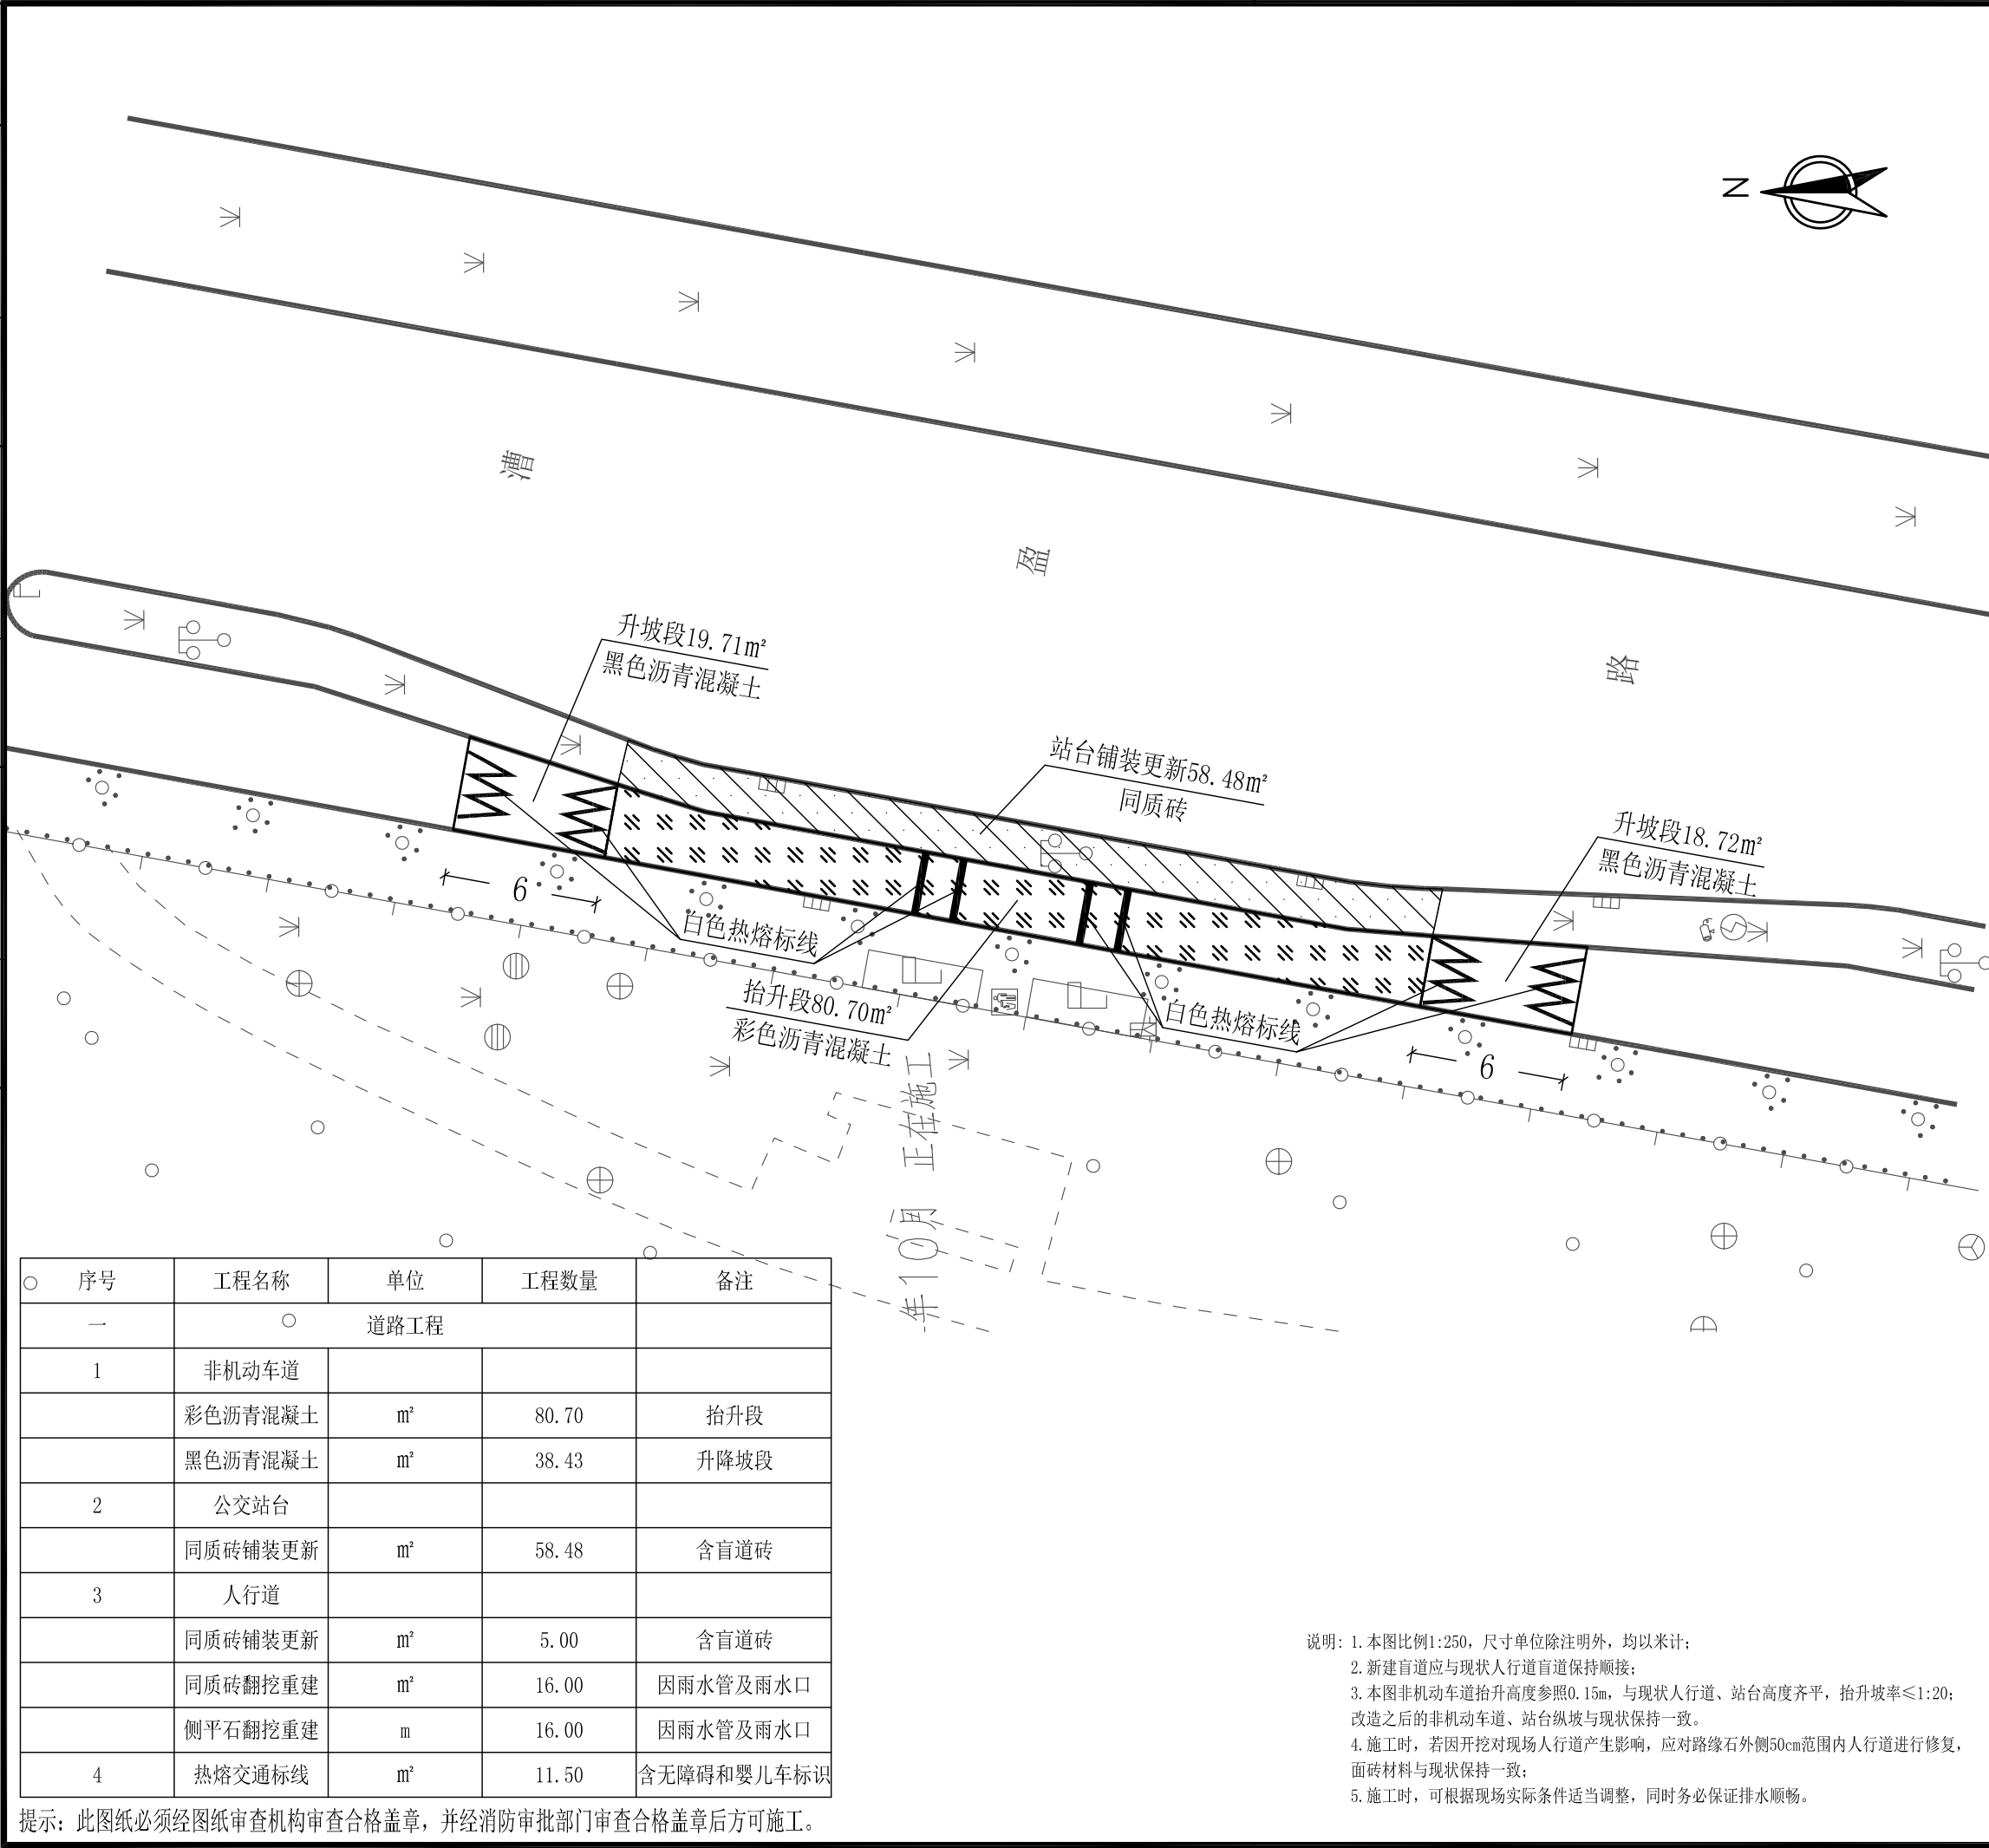 N
漕
盈
路
升坡段19.71㎡
黑色沥青混凝土
站台铺装更新58.48㎡
同质砖
升坡段18.72㎡
黑色沥青混凝土
6
白色热熔标线
抬升段80.70㎡
彩色沥青混凝土
白色热熔标线
6
年10月 正在施工
序号 工程名称 单位 工程数量 备注
一 道路工程
1 非机动车道
彩色沥青混凝土 ㎡ 80.70 抬升段
黑色沥青混凝土 ㎡ 38.43 升降坡段
2 公交站台
同质砖铺装更新 ㎡ 58.48 含盲道砖
3 人行道
同质砖铺装更新 ㎡ 5.00 含盲道砖
同质砖翻挖重建 ㎡ 16.00 因雨水管及雨水口
侧平石翻挖重建 m 16.00 因雨水管及雨水口
4 热熔交通标线 ㎡ 11.50 含无障碍和婴儿车标识
提示：此图纸必须经图纸审查机构审查合格盖章，并经消防审批部门审查合格盖章后方可施工。
说明：1.本图比例1:250，尺寸单位除注明外，均以米计；
2.新建盲道应与现状人行道盲道保持顺接；
3.本图非机动车道抬升高度参照0.15m，与现状人行道、站台高度齐平，抬升坡率≤1:20；
改造之后的非机动车道、站台纵坡与现状保持一致。
4.施工时，若因开挖对现场人行道产生影响，应对路缘石外侧50cm范围内人行道进行修复，
面砖材料与现状保持一致；
5.施工时，可根据现场实际条件适当调整，同时务必保证排水顺畅。